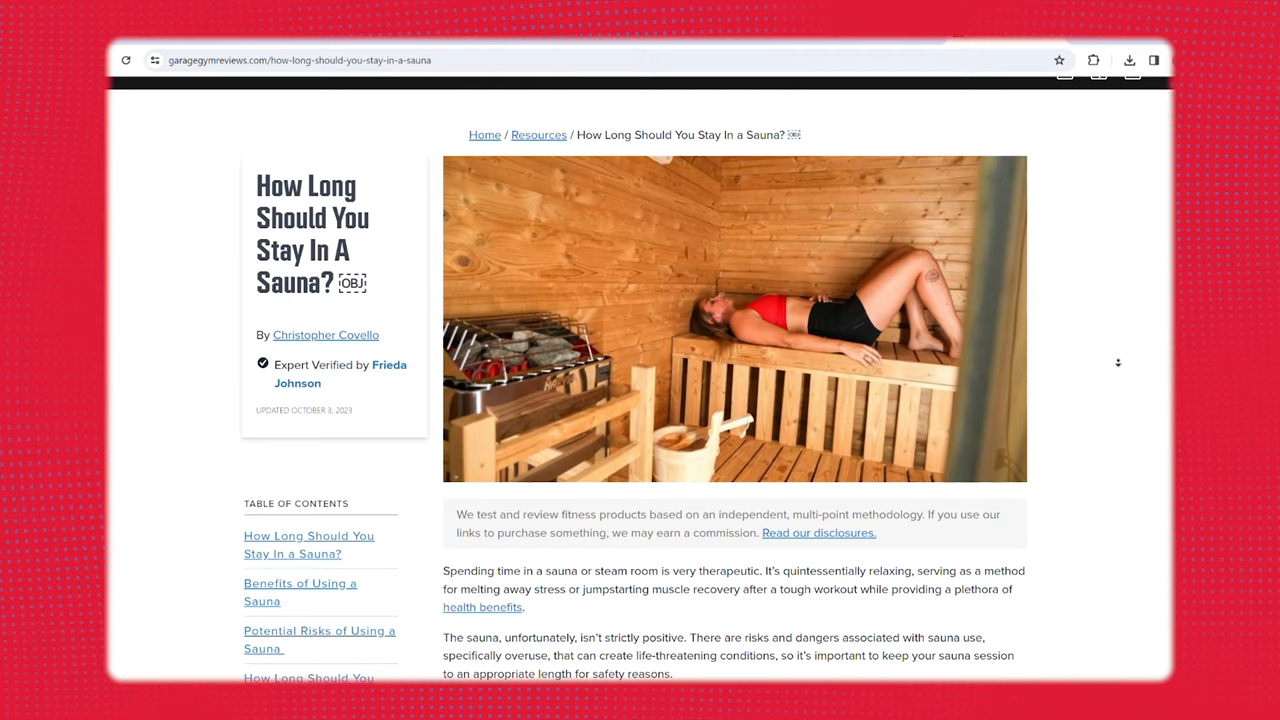 garagegymreviews.com/how-long-should-you-stay-in-a-sauna
Home / Resources / How Long Should You Stay In a Sauna? OBJ
How Long
Should You
Stay In A
Sauna? OBJ
By Christopher Covello
Expert Verified by Frieda
Johnson
UPDATED OCTOBER 3, 2023
TABLE OF CONTENTS
How Long Should You
Stay In a Sauna?
Benefits of Using a
Sauna
Potential Risks of Using a
Sauna
How Long Should You
We test and review fitness products based on an independent, multi-point methodology. If you use our
links to purchase something, we may earn a commission. Read our disclosures.
Spending time in a sauna or steam room is very therapeutic. It’s quintessentially relaxing, serving as a method
for melting away stress or jumpstarting muscle recovery after a tough workout while providing a plethora of
health benefits.
The sauna, unfortunately, isn’t strictly positive. There are risks and dangers associated with sauna use,
specifically overuse, that can create life-threatening conditions, so it’s important to keep your sauna session
to an appropriate length for safety reasons.